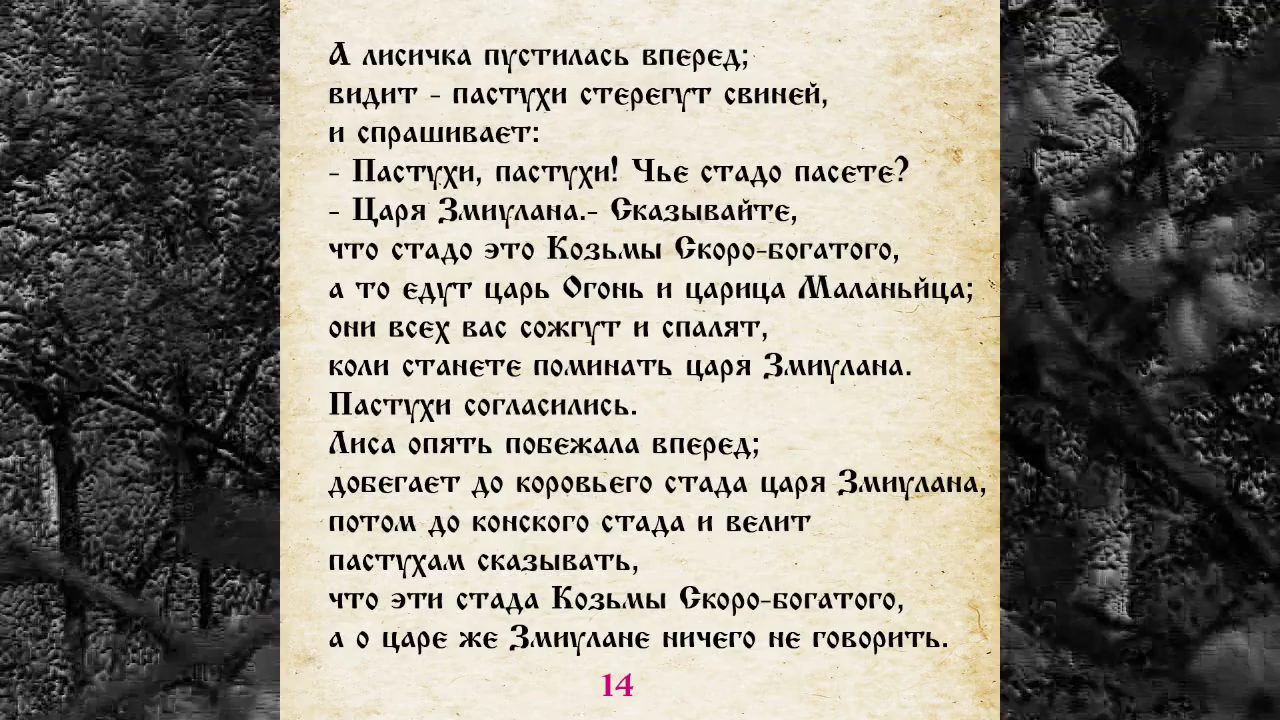 А лисичка пустилась вперед;
видит - пастухи стерегут свиней,
и спрашивает:
- Пастухи, пастухи! Чье стадо пасете?
- Царя Змиулана.- Сказывайте,
что стадо это Козьмы Скоро-богатого,
а то едут царь Огонь и царица Маланьйца;
они всех вас сожгут и спалят,
коли станете поминать царя Змиулана.
Пастухи согласились.
Лиса опять побежала вперед;
добегает до коровьего стада царя Змиулана,
потом до конского стада и велит
пастухам сказывать,
что эти стада Козьмы Скоро-богатого,
а о царе же Змиулане ничего не говорить.
14